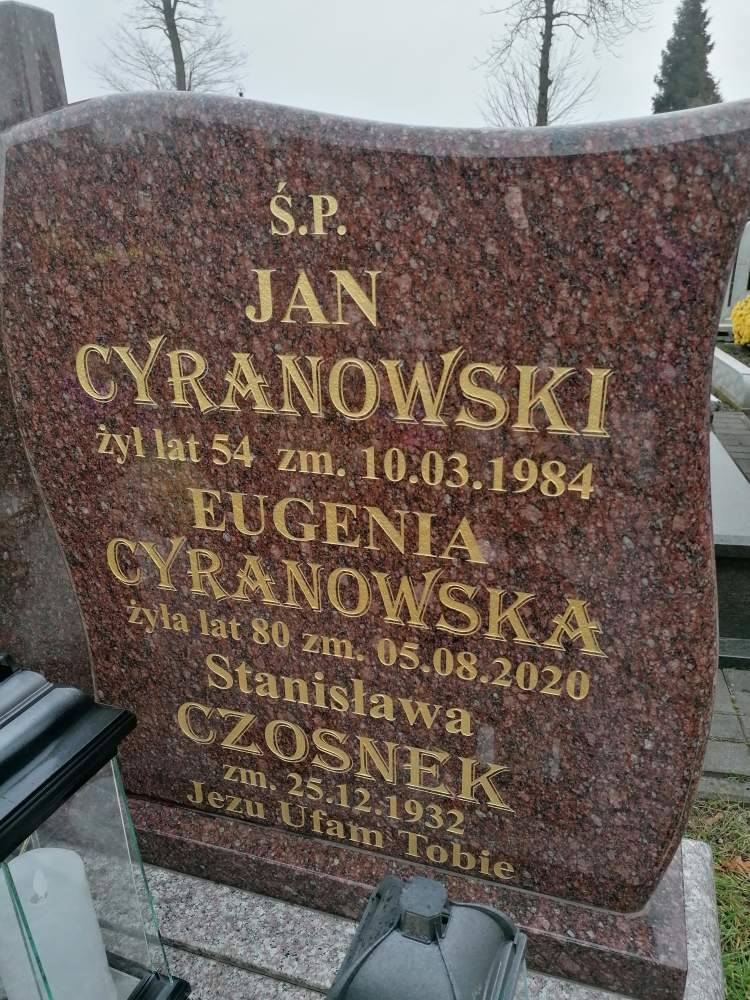 Ś.P.
JAN
CYRANOWSKI
żył lat 54 zm. 10.03.1984
EUGENIA
CYRANOWSKA
żyła lat 80 zm. 05.08.2020
Stanisława
CZOSNEK
zm. 25.12.1932
Jezu Ufam Tobie